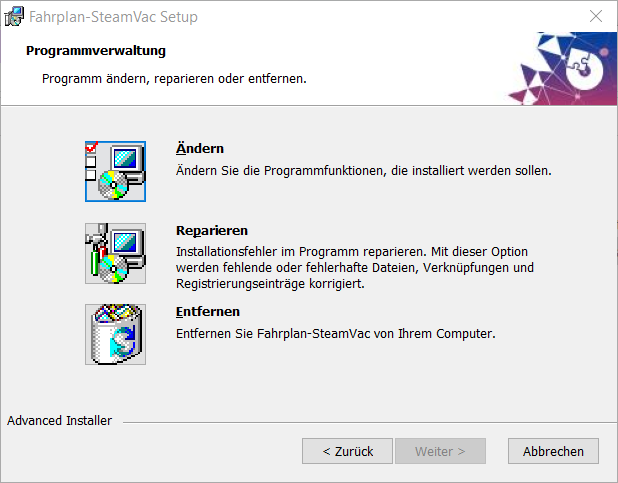 Fahrplan-SteamVac Setup
Programmverwaltung
Programm ändern, reparieren oder entfernen.
Ändern
Ändern Sie die Programmfunktionen, die installiert werden sollen.
Reparieren
Installationsfehler im Programm reparieren. Mit dieser Option
werden fehlende oder fehlerhafte Dateien, Verknüpfungen und
Registrierungseinträge korrigiert.
Entfernen
Entfernen Sie Fahrplan-SteamVac von Ihrem Computer.
Advanced Installer
< Zurück
Weiter >
Abbrechen